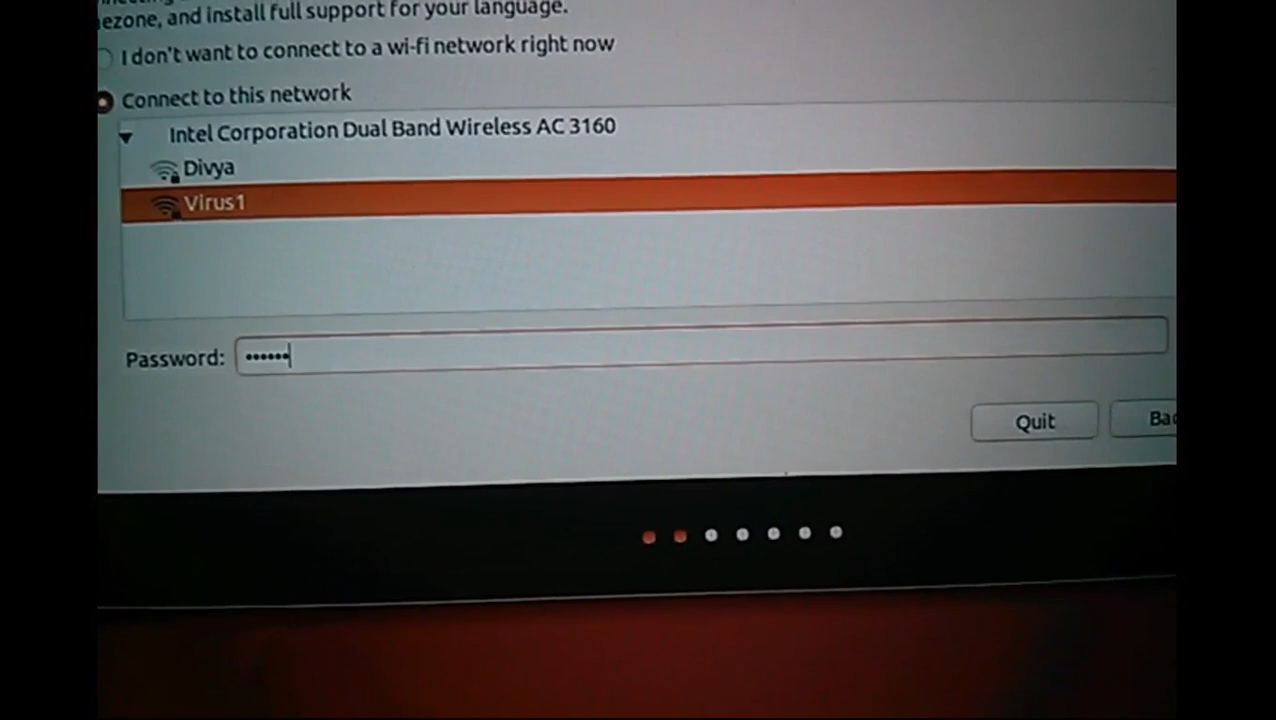 ezone, and install full support for your language.
I don't want to connect to a wi-fi network right now
Connect to this network
Intel Corporation Dual Band Wireless AC 3160
Divya
Virus1
Password: ••••••
Quit
Bac